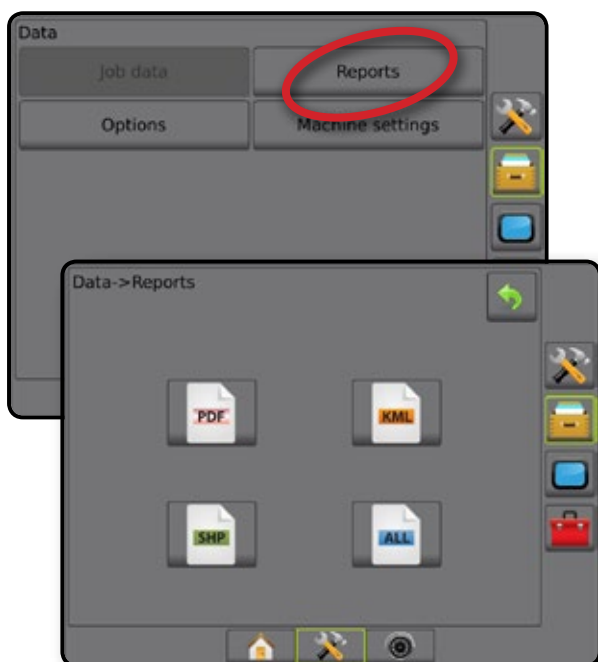 Data
Job data Reports
Options Machine settings
Data->Reports
PDF KML
SHP ALL